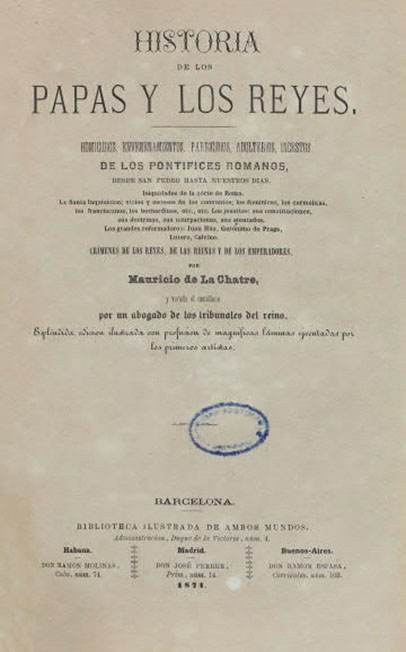 HISTORIA
DE LOS
PAPAS Y LOS REYES.
HOMICIDIOS, ENVENENAMIENTOS, PARRICIDIOS, ADULTERIOS, INCESTOS
DE LOS PONTIFICES ROMANOS,
DESDE SAN PEDRO HASTA NUESTROS DIAS.
Iniquidades de la córte de Roma.
La Santa Inquisicion; vicios y excesos de los conventos; los domínicos, los carmelitas,
los franciscanos, los bernardinos, etc., etc. Los jesuitas: sus constituciones,
sus doctrinas, sus usurpaciones, sus atentados.
Los grandes reformadores: Juan Hus, Gerónimo de Praga,
Lutero, Calvino.
CRÍMENES DE LOS REYES, DE LAS REINAS Y DE LOS EMPERADORES,
POR
Mauricio de La Chatre,
y vertida al castellano
por un abogado de los tribunales del reino.
Espléndida edicion ilustrada con profusion de magníficas láminas ejecutadas por
los primeros artistas.
BARCELONA.
BIBLIOTECA ILUSTRADA DE AMBOS MUNDOS.
Administracion, Duque de la Victoria, núm. 4.
Habana. Madrid. Buenos-Aires.
DON RAMON MOLINAS, DON JOSÉ FERRER, DON RAMON ESPASA,
Cuba, núm. 71. Prim, núm. 14. Corrientes, núm. 103.
1871.